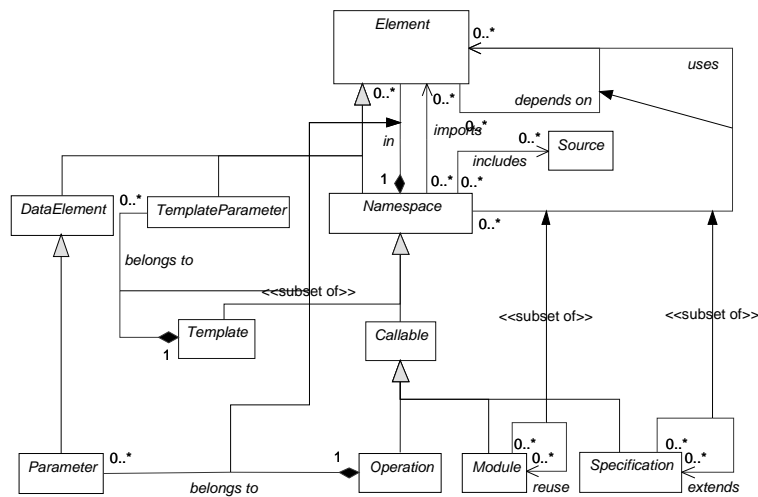 Element
0..*
uses
0..*
0..*
depends on
0..*
imports
in
0..*
Source
includes
1
0..*
0..*
DataElement
0..*
TemplateParameter
Namespace
0..*
belongs to
<<subset of>>
<<subset of>>
<<subset of>>
Template
1
Callable
Parameter
0..*
belongs to
1
Operation
Module
0..*
0..*
reuse
Specification
0..*
0..*
extends